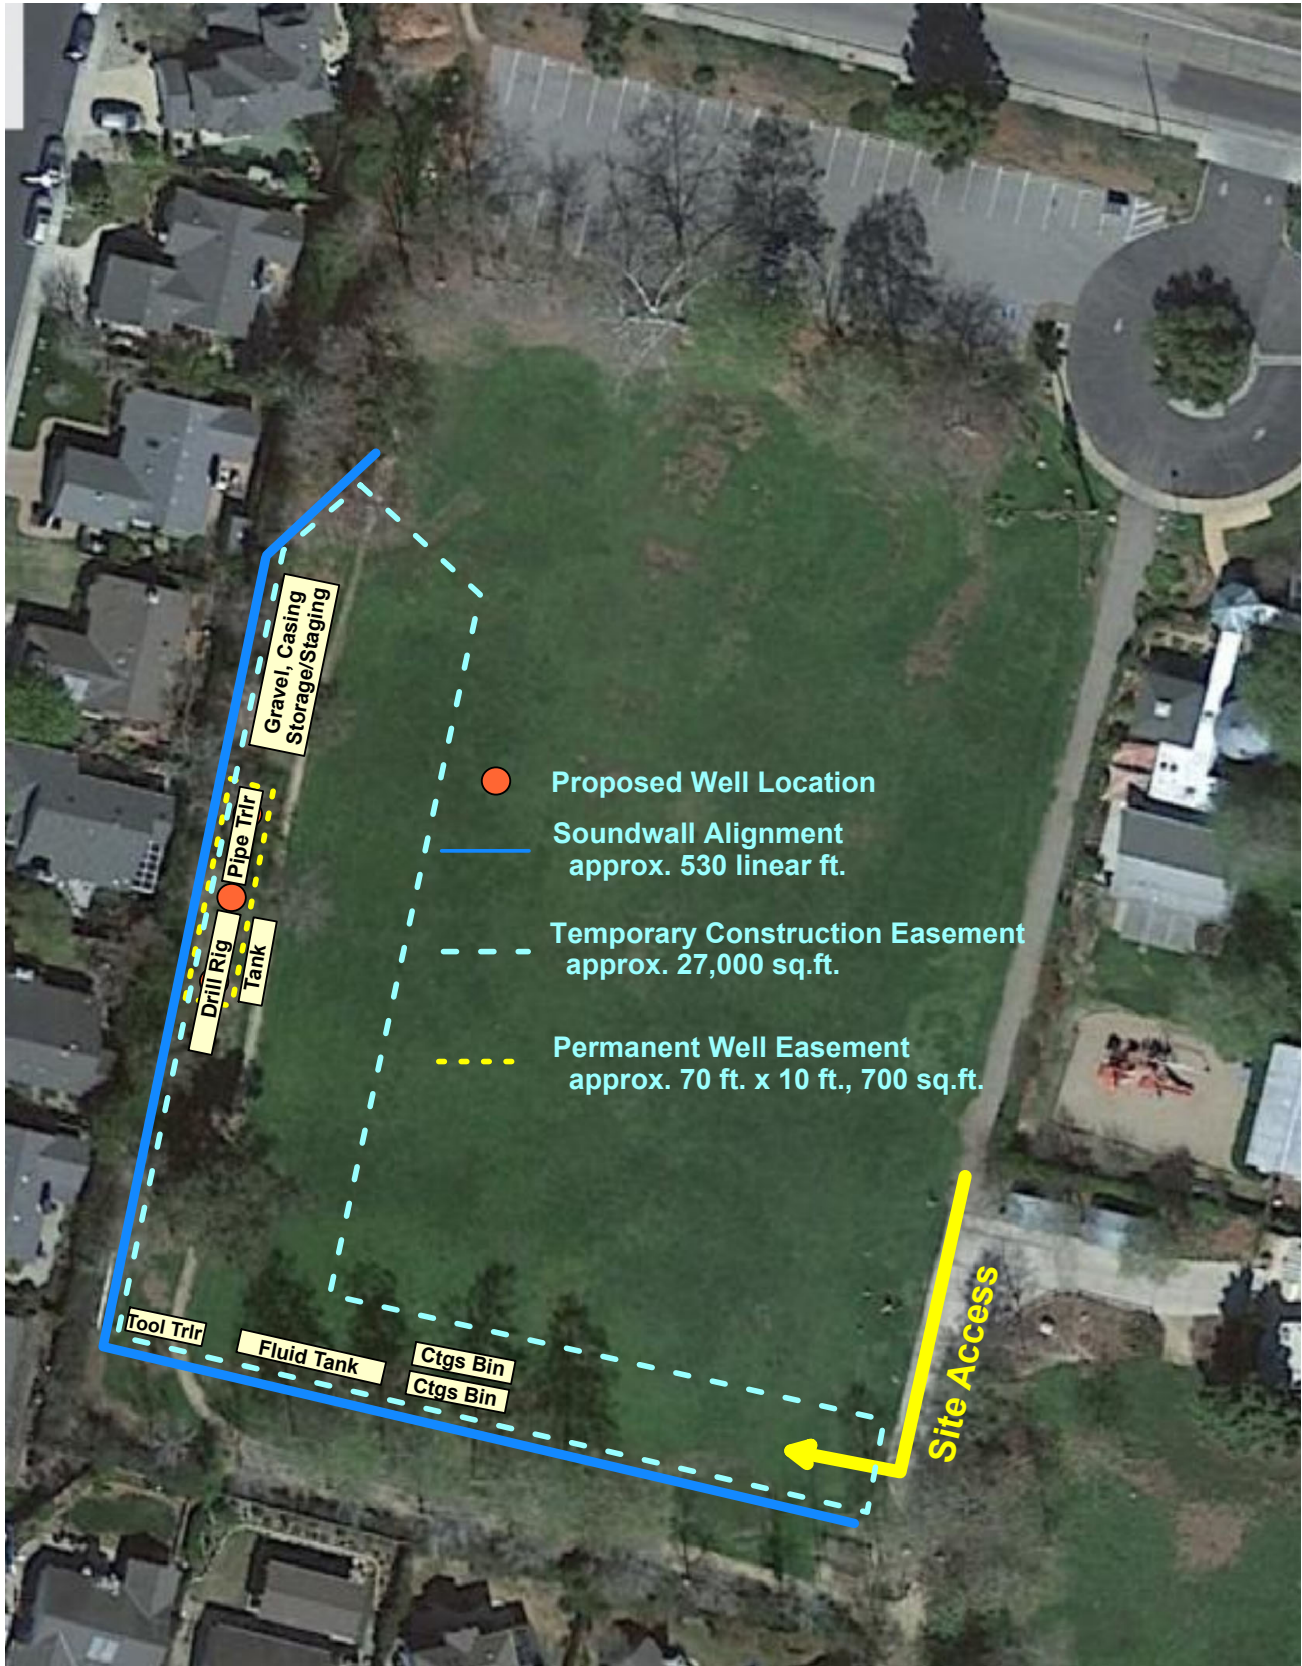 Gravel, Casing
Storage/Staging
Proposed Well Location
Pipe Trlr
Soundwall Alignment
approx. 530 linear ft.
Drill Rig
Tank
Temporary Construction Easement
approx. 27,000 sq.ft.
Permanent Well Easement
approx. 70 ft. x 10 ft., 700 sq.ft.
Tool Trlr
Fluid Tank
Ctgs Bin
Ctgs Bin
Site Access